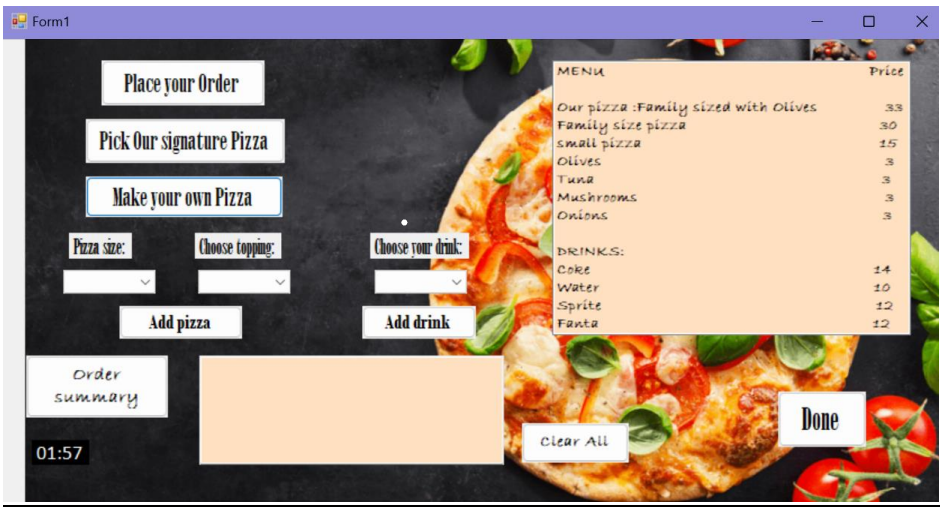 Form1
Place your Order
Pick Our signature Pizza
Make your own Pizza
Pizza size:
Choose topping:
Choose your drink:
Add pizza
Add drink
Order
summary
01:57
MENU Price
Our pizza :Family sized with Olives 33
Family size pizza 30
small pizza 15
Olives 3
Tuna 3
Mushrooms 3
Onions 3
DRINKS:
Coke 14
Water 10
Sprite 12
Fanta 12
Clear All
Done